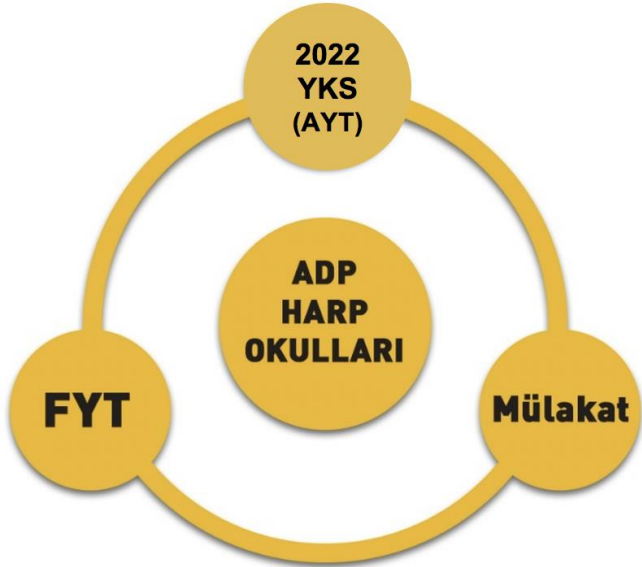 2022
YKS
(AYT)
ADP
HARP
OKULLARI
FYT
Mülakat